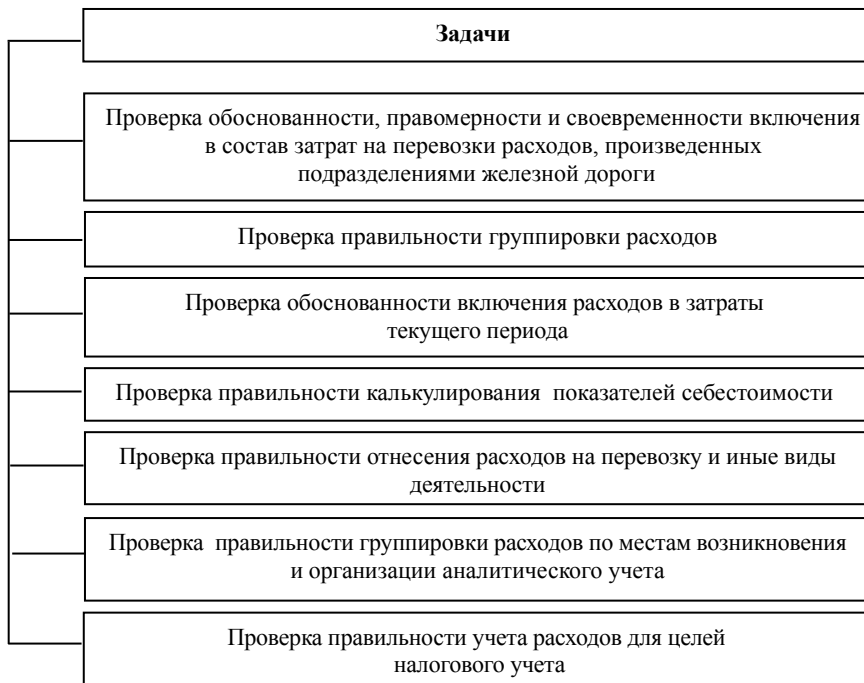 Задачи
Проверка обоснованности, правомерности и своевременности включения
в состав затрат на перевозки расходов, произведенных
подразделениями железной дороги
Проверка правильности группировки расходов
Проверка обоснованности включения расходов в затраты
текущего периода
Проверка правильности калькулирования показателей себестоимости
Проверка правильности отнесения расходов на перевозку и иные виды
деятельности
Проверка правильности группировки расходов по местам возникновения
и организации аналитического учета
Проверка правильности учета расходов для целей
налогового учета